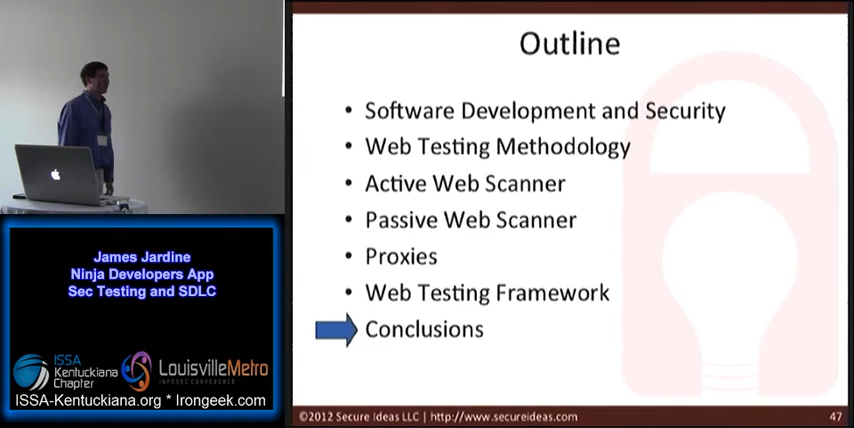 Outline
• Software Development and Security
• Web Testing Methodology
• Active Web Scanner
• Passive Web Scanner
• Proxies
• Web Testing Framework
• Conclusions
©2012 Secure Ideas LLC | http://www.secureideas.com
47
James Jardine
Ninja Developers App
Sec Testing and SDLC
ISSA
Kentuckiana
Chapter
LouisvilleMetro
INFOSEC CONFERENCE
ISSA-Kentuckiana.org * Irongeek.com